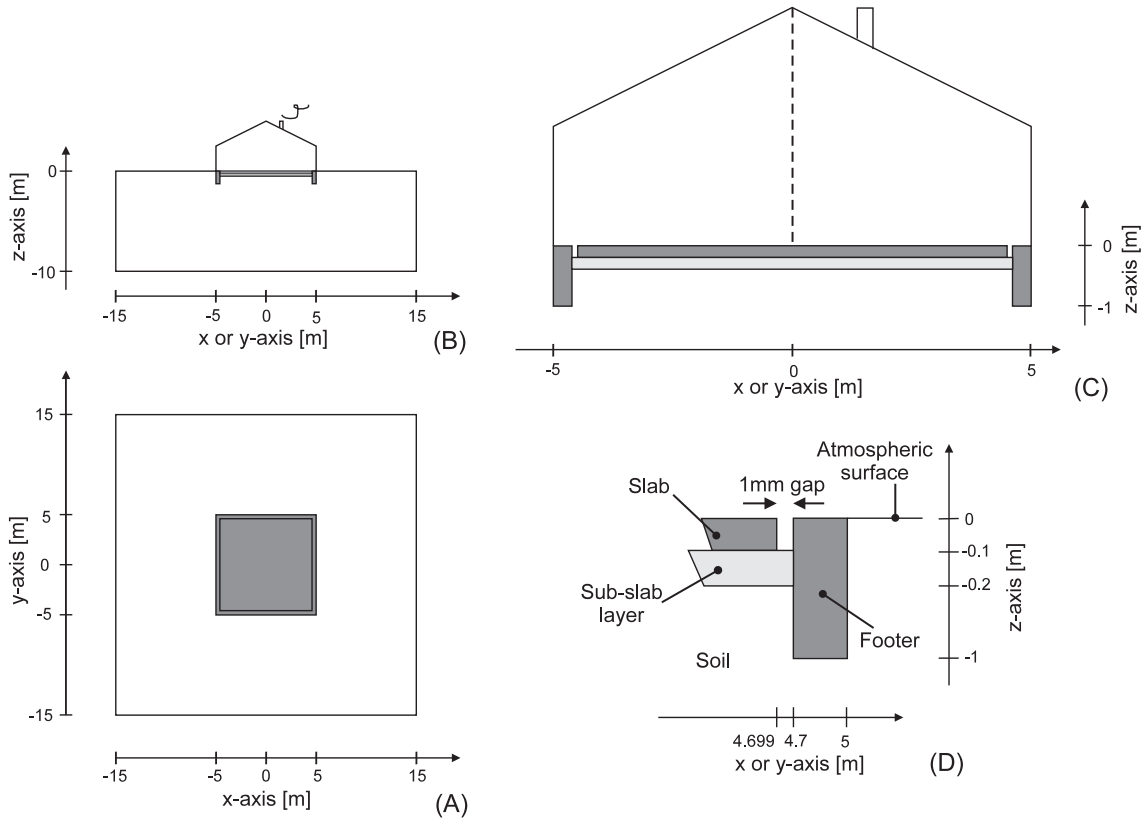 z-axis [m]
0
-10
-15
-5
0
5
15
x or y-axis [m]
(B)
0
-1
z-axis [m]
-5
0
5
x or y-axis [m]
(C)
y-axis [m]
15
5
0
-5
-15
-15
-5
0
5
15
x-axis [m]
(A)
Atmospheric
surface
1mm gap
Slab
Sub-slab
layer
Soil
Footer
0
-0.1
-0.2
-1
z-axis [m]
4.699
4.7
5
x or y-axis [m]
(D)